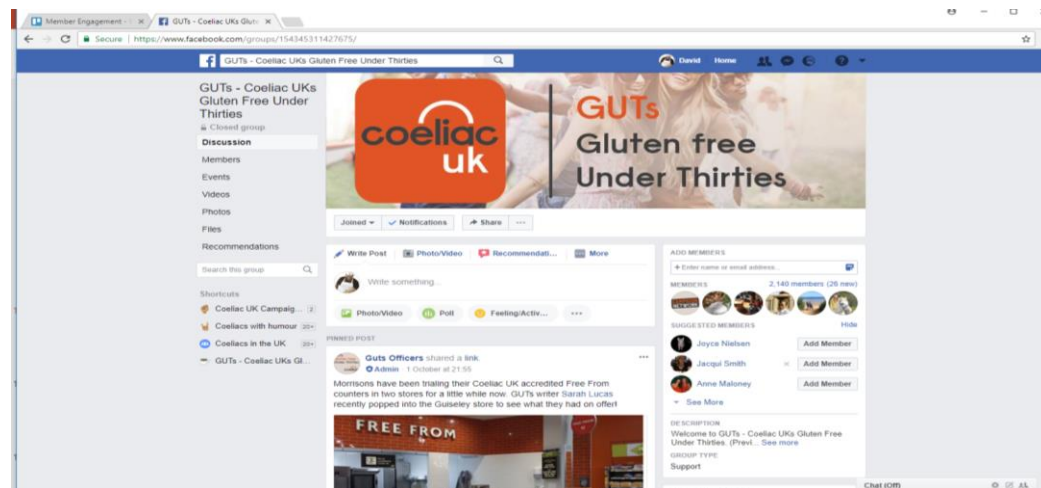 Member Engagement -
GUTs - Coeliac UKs Glut
Secure | https://www.facebook.com/groups/154345311427675/
GUTs - Coeliac UKs Gluten Free Under Thirties
David Home
GUTs - Coeliac UKs
Gluten Free Under
Thirties
Closed group
Discussion
Members
Events
Videos
Photos
Files
Recommendations
Search this group
Shortcuts
Coeliac UK Campaig... 2
Coeliacs with humour 20+
Coeliacs in the UK 20+
GUTs - Coeliac UKs Gl...
coeliac
uk
GUTs
Gluten free
Under Thirties
Joined Notifications Share ...
Write Post Photo/Video Recommendati... More
Write something...
Photo/Video Poll Feeling/Activ... ...
PINNED POST
Guts Officers shared a link.
Admin · 1 October at 21:55
Morrisons have been trialing their Coeliac UK accredited Free From
counters in two stores for a little while now. GUTs writer Sarah Lucas
recently popped into the Guiseley store to see what they had on offer!
FREE FROM
ADD MEMBERS
+ Enter name or email address...
MEMBERS 2,140 members (26 new)
SUGGESTED MEMBERS Hide
Joyce Nielsen Add Member
Jacqui Smith Add Member
Anne Maloney Add Member
See More
DESCRIPTION
Welcome to GUTs - Coeliac UKs Gluten Free
Under Thirties. (Previ... See more
GROUP TYPE
Support
Chat (Off)